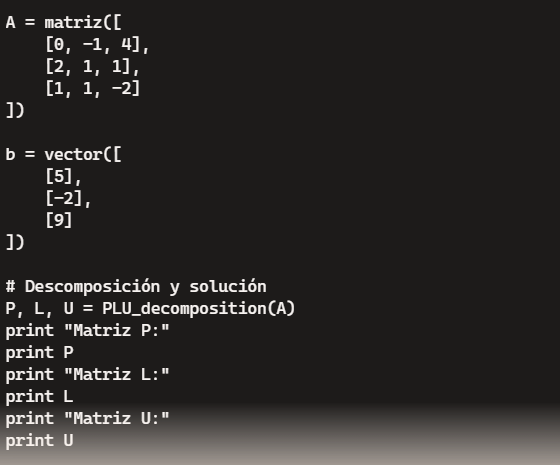 A = matriz([
    [0, -1, 4],
    [2, 1, 1],
    [1, 1, -2]
])

b = vector([
    [5],
    [-2],
    [9]
])

# Descomposición y solución
P, L, U = PLU_decomposition(A)
print "Matriz P:"
print P
print "Matriz L:"
print L
print "Matriz U:"
print U